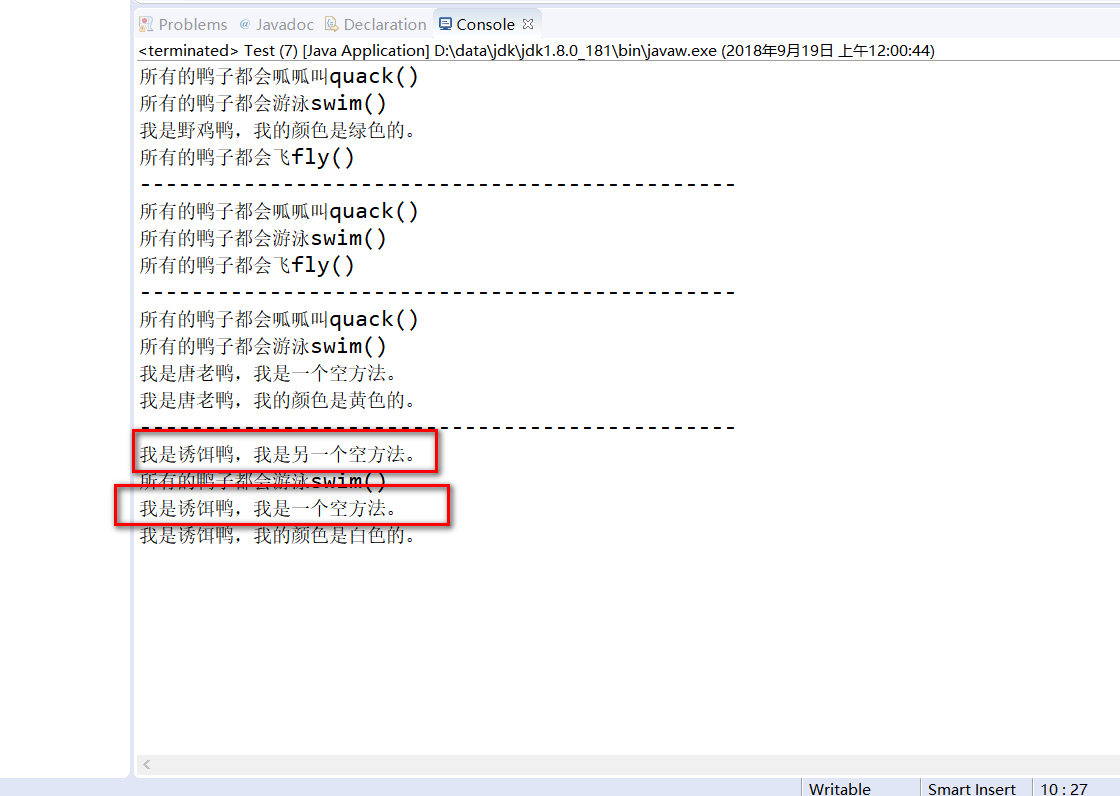 Problems @ Javadoc Declaration Console
<terminated> Test (7) [Java Application] D:\data\jdk\jdk1.8.0_181\bin\javaw.exe (2018年9月19日 上午12:00:44)
所有的鸭子都会呱呱叫quack()
所有的鸭子都会游泳swim()
我是野鸡鸭，我的颜色是绿色的。
所有的鸭子都会飞fly()
----------------------------------------------
所有的鸭子都会呱呱叫quack()
所有的鸭子都会游泳swim()
所有的鸭子都会飞fly()
----------------------------------------------
所有的鸭子都会呱呱叫quack()
所有的鸭子都会游泳swim()
我是唐老鸭，我是一个空方法。
我是唐老鸭，我的颜色是黄色的。
----------------------------------------------
我是诱饵鸭，我是另一个空方法。
所有的鸭子都会游泳swim()
我是诱饵鸭，我是一个空方法。
我是诱饵鸭，我的颜色是白色的。
Writable Smart Insert 10 : 27